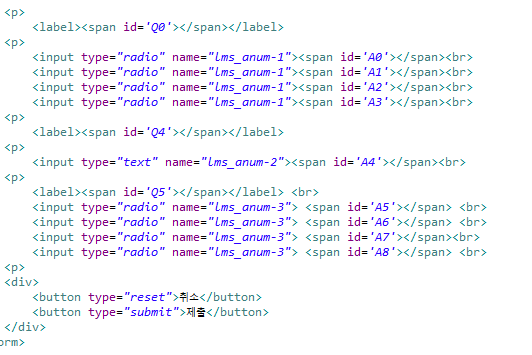 <p>
<label><span id='Q0'></span></label>
<p>
<input type="radio" name="lms_anum-1"><span id='A0'></span><br>
<input type="radio" name="lms_anum-1"><span id='A1'></span><br>
<input type="radio" name="lms_anum-1"><span id='A2'></span><br>
<input type="radio" name="lms_anum-1"><span id='A3'></span><br>
<p>
<label><span id='Q4'></span></label>
<p>
<input type="text" name="lms_anum-2"><span id='A4'></span><br>
<p>
<label><span id='Q5'></span></label> <br>
<input type="radio" name="lms_anum-3"> <span id='A5'></span> <br>
<input type="radio" name="lms_anum-3"> <span id='A6'></span> <br>
<input type="radio" name="lms_anum-3"> <span id='A7'></span><br>
<input type="radio" name="lms_anum-3"> <span id='A8'></span> <br>
<p>
<div>
<button type="reset">취소</button>
<button type="submit">제출</button>
</div>
orm>